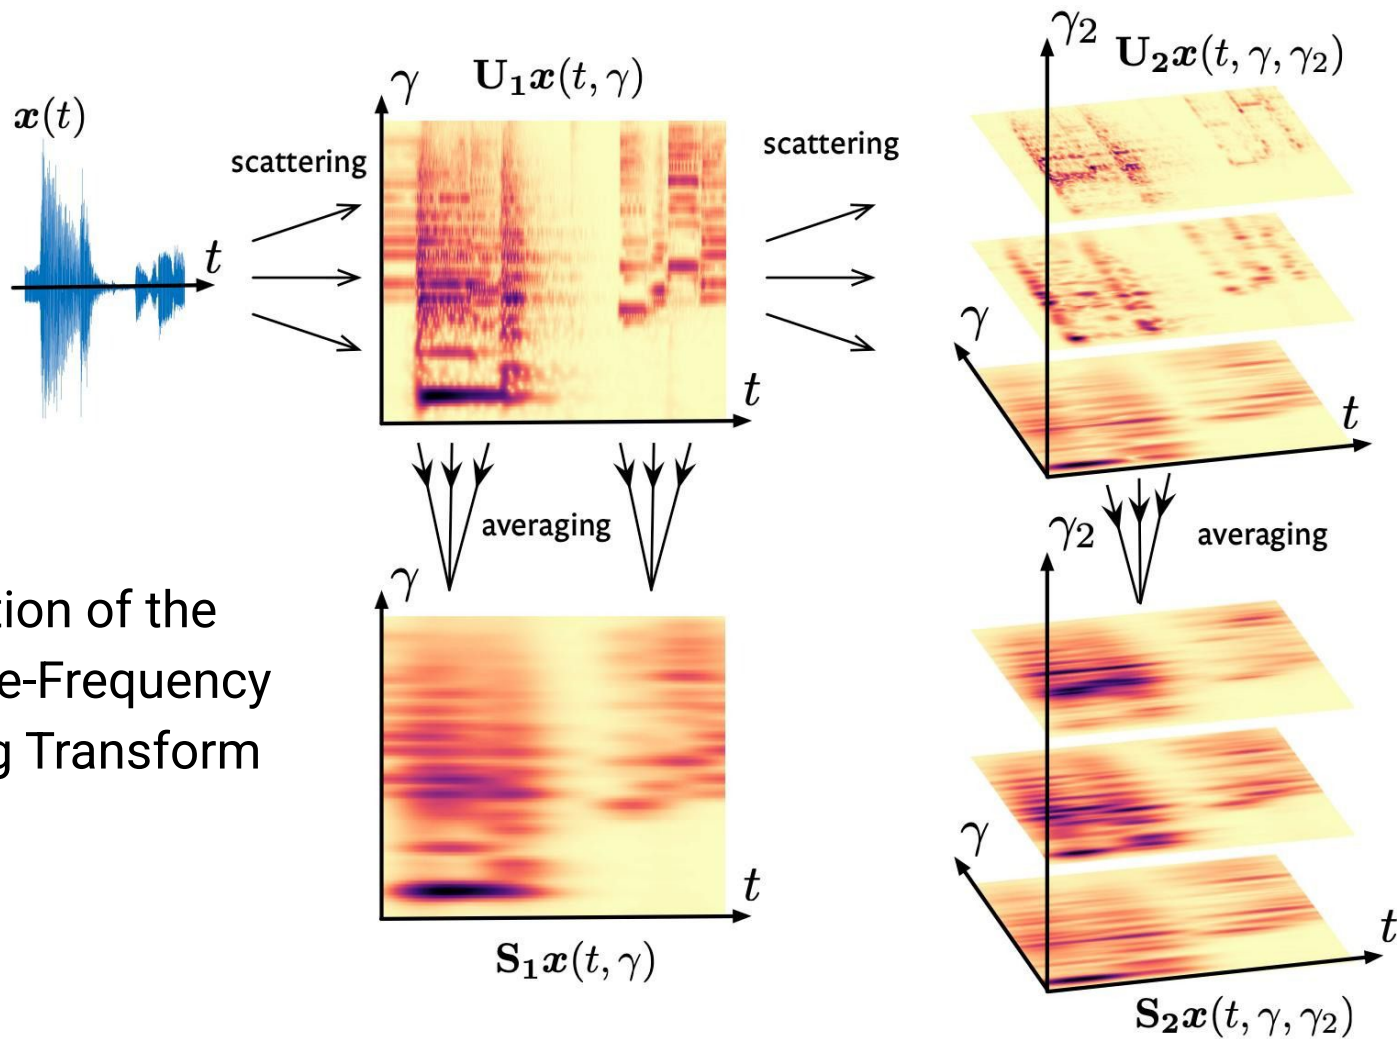 x(t)
t
scattering
γ
U₁x(t, γ)
t
scattering
γ₂
U₂x(t, γ, γ₂)
γ
t
averaging
averaging
tion of the
e-Frequency
g Transform
γ
t
S₁x(t, γ)
γ₂
γ
t
S₂x(t, γ, γ₂)